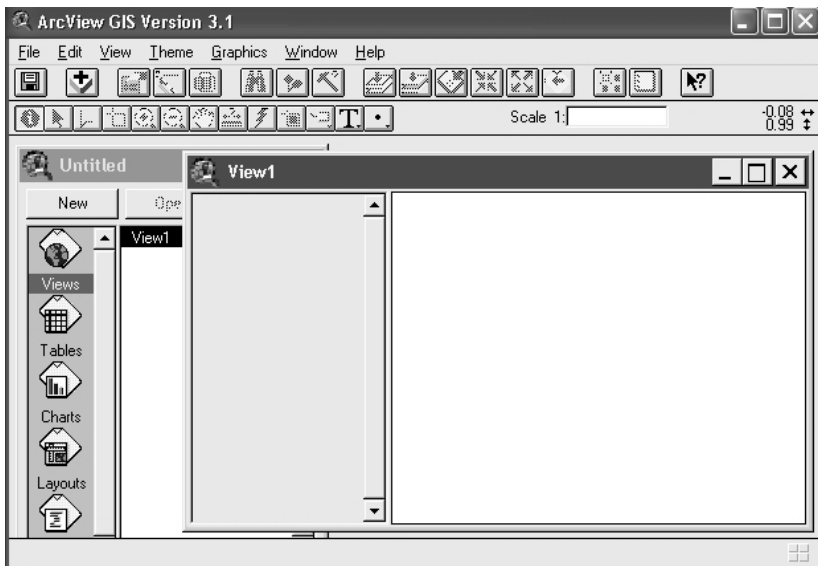 ArcView GIS Version 3.1
File Edit View Theme Graphics Window Help
T
Scale 1:
-0.08
0.99
Untitled
View1
New
View1
Views
Tables
Charts
Layouts